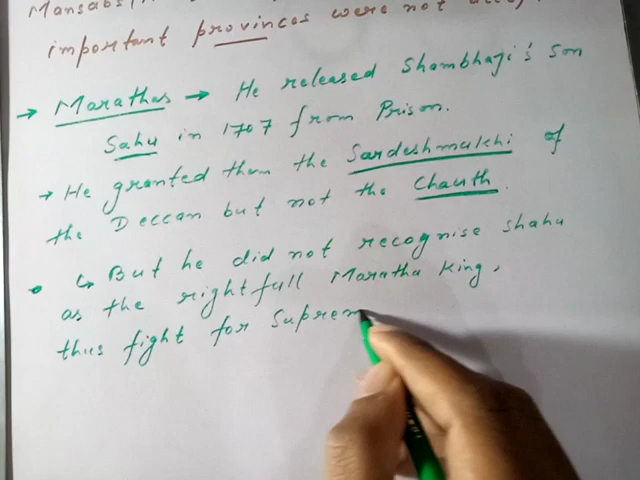 Mansab
important provinces were not
→ Marathas → He released Shambhaji's son
Sahu in 1707 from Prison.
→ He granted them the Sardeshmukhi of
the Deccan but not the Chauth.
• ↳ But he did not recognise Shahu
as the rightfull Maratha King,
thus fight for Suprem